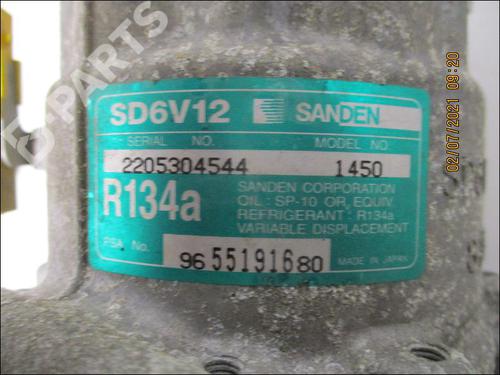 B-PARTS
SD6V12 SANDEN
SERIAL NO. MODEL NO.
2205304544 1450
R134a
SANDEN CORPORATION
OIL : SP-10 OR, EQUIV.
REFRIGERANT : R134a
VARIABLE DISPLACEMENT
PSA No.
96 551916 80
MADE IN JAPAN
02/07/2021 09:20